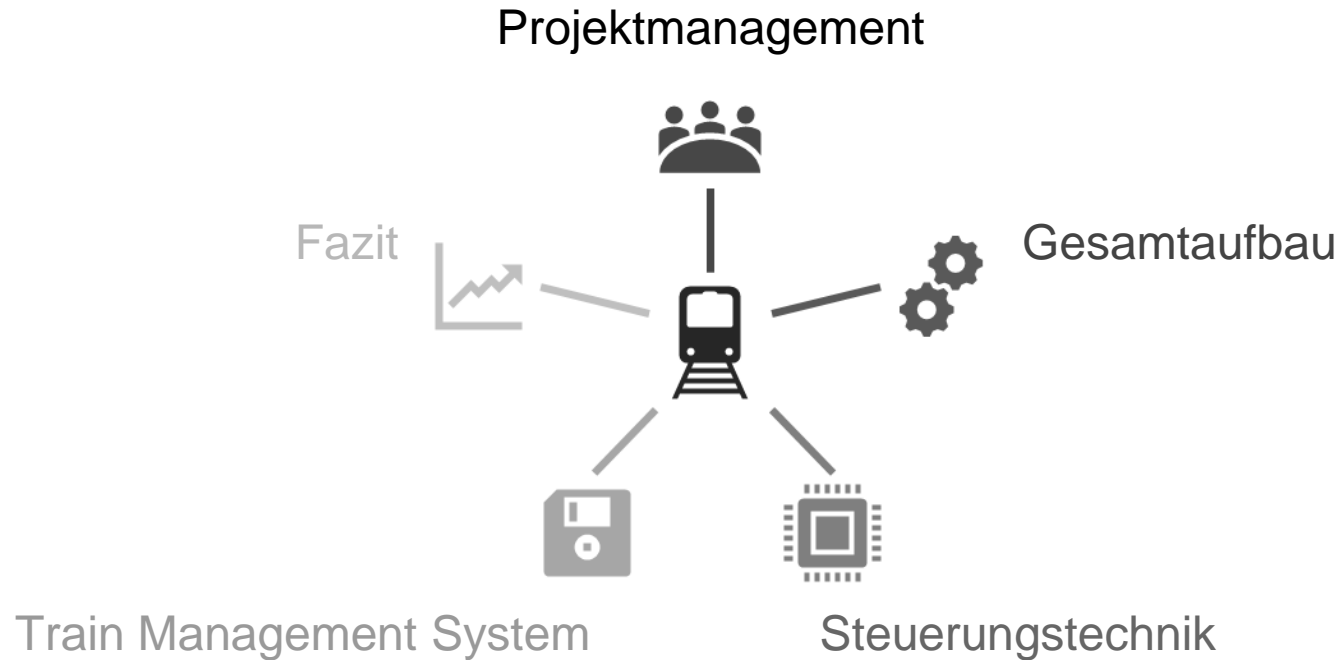 Projektmanagement
Fazit
Gesamtaufbau
Train Management System
Steuerungstechnik